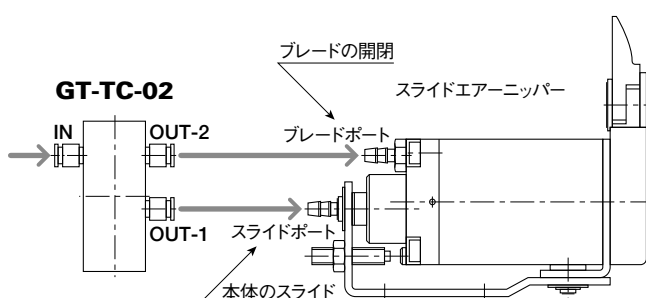 ブレードの開閉
スライドエアーニッパー
GT-TC-02
IN
OUT-2
ブレードポート
OUT-1
スライドポート
本体のスライド